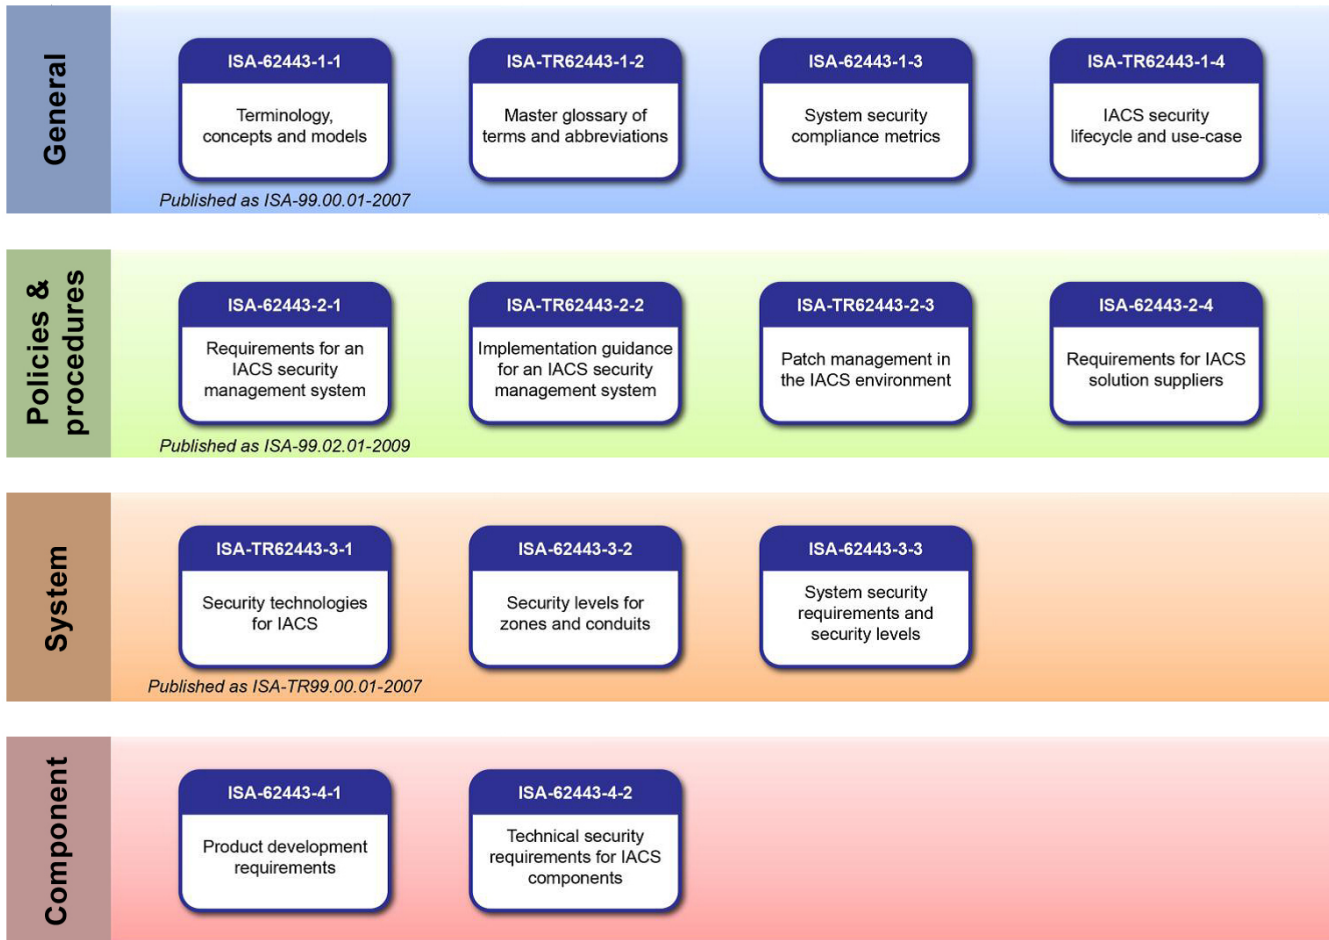 General
ISA-62443-1-1
Terminology,
concepts and models
Published as ISA-99.00.01-2007
ISA-TR62443-1-2
Master glossary of
terms and abbreviations
ISA-62443-1-3
System security
compliance metrics
ISA-TR62443-1-4
IACS security
lifecycle and use-case
Policies &
procedures
ISA-62443-2-1
Requirements for an
IACS security
management system
Published as ISA-99.02.01-2009
ISA-TR62443-2-2
Implementation guidance
for an IACS security
management system
ISA-TR62443-2-3
Patch management in
the IACS environment
ISA-62443-2-4
Requirements for IACS
solution suppliers
System
ISA-TR62443-3-1
Security technologies
for IACS
Published as ISA-TR99.00.01-2007
ISA-62443-3-2
Security levels for
zones and conduits
ISA-62443-3-3
System security
requirements and
security levels
Component
ISA-62443-4-1
Product development
requirements
ISA-62443-4-2
Technical security
requirements for IACS
components